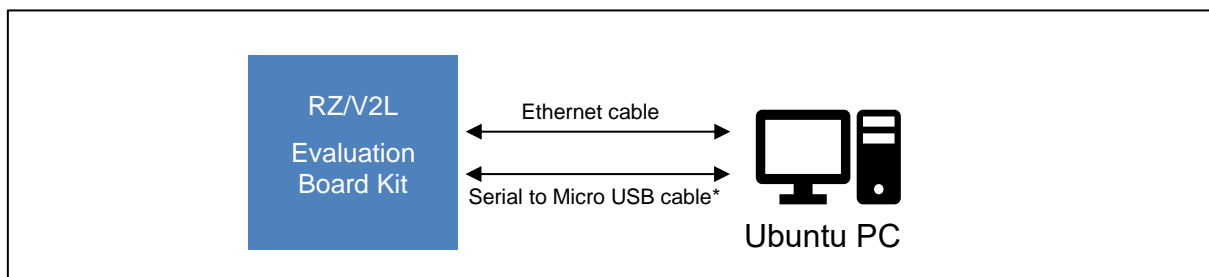 RZ/V2L
Evaluation
Board Kit
Ethernet cable
Serial to Micro USB cable*
Ubuntu PC